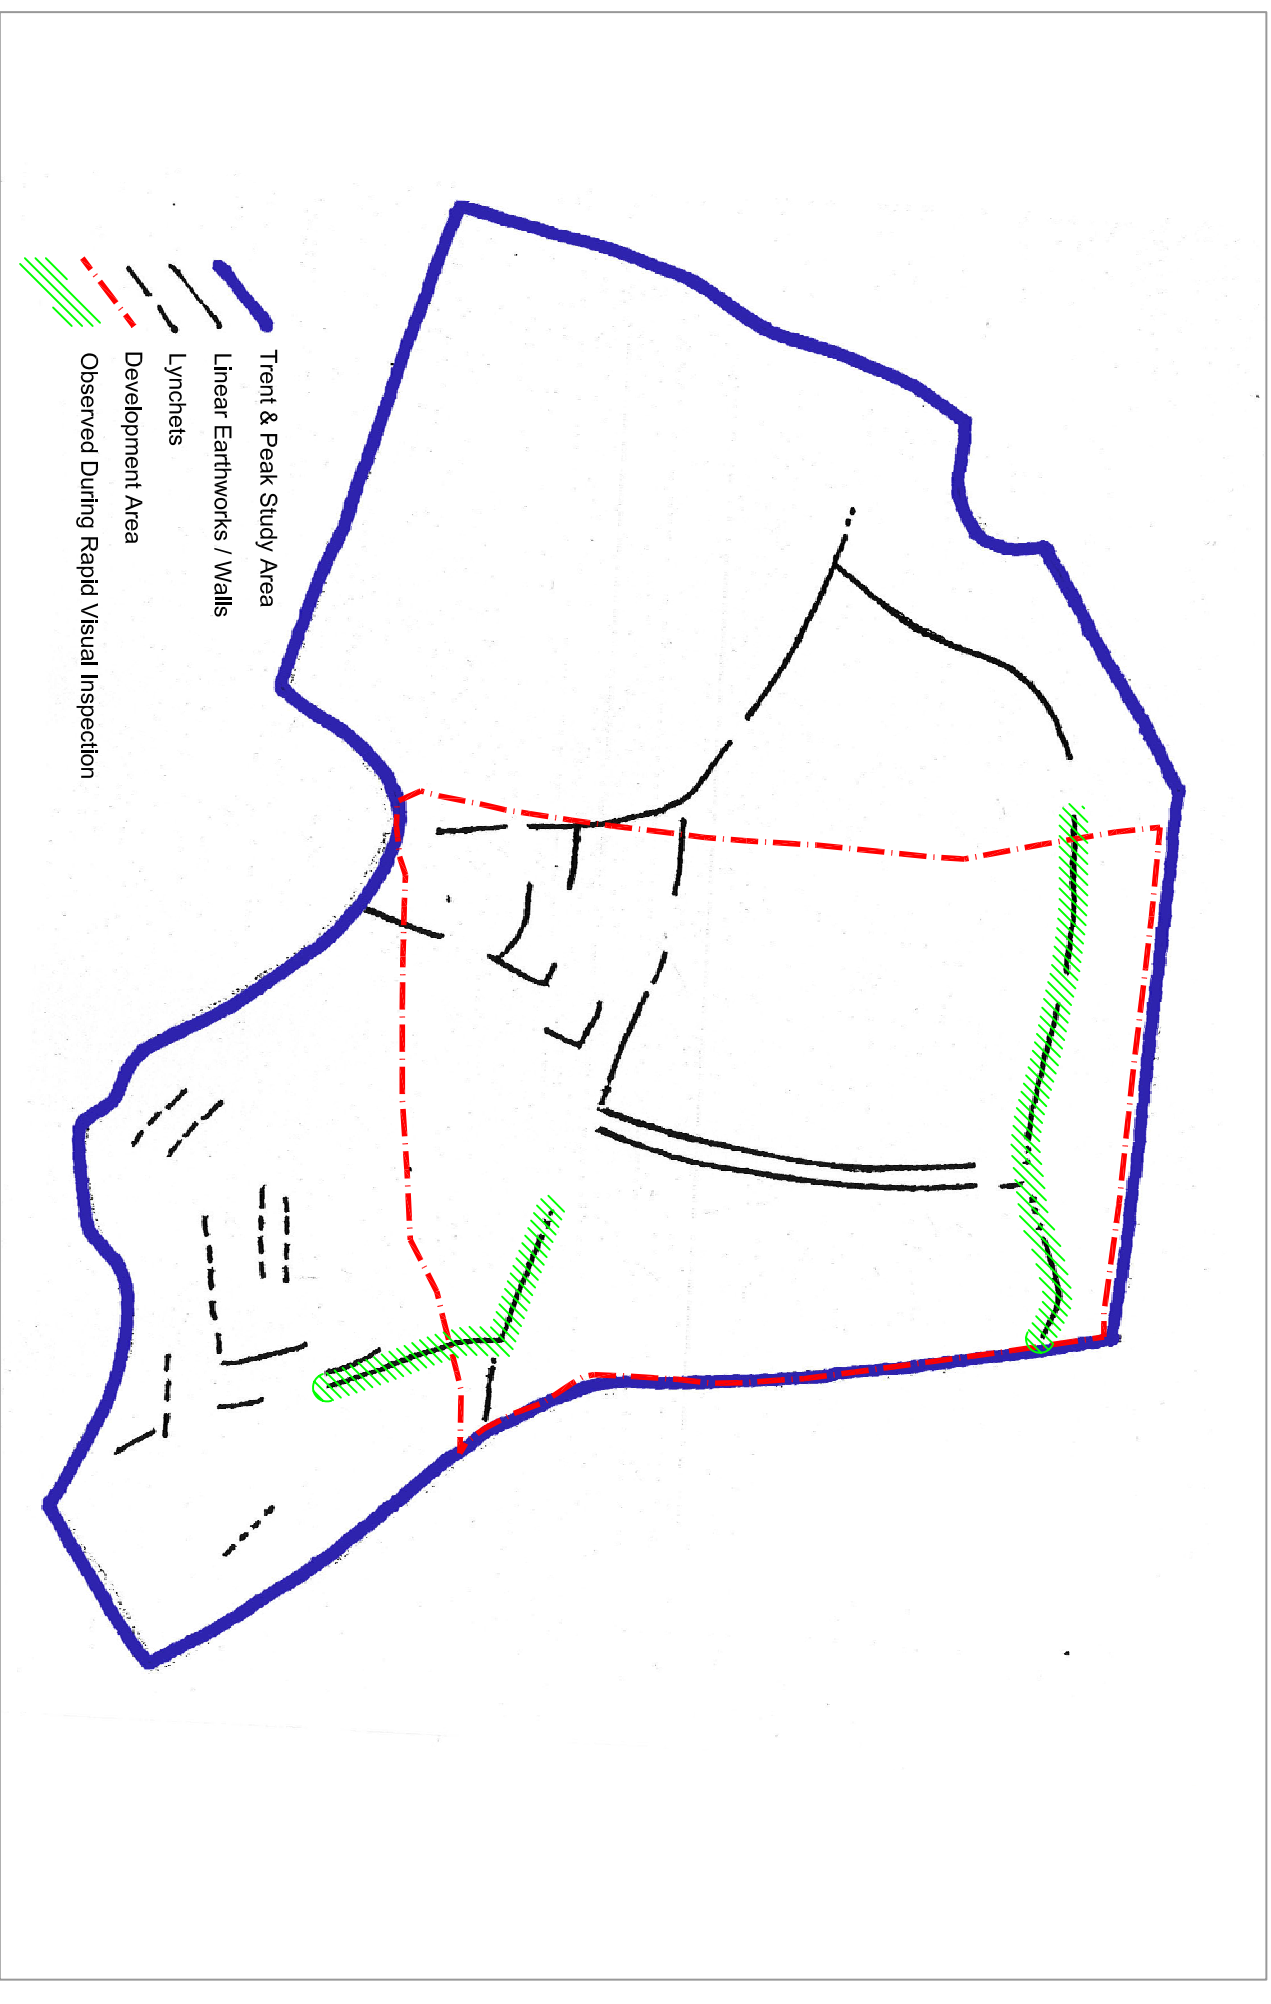 Trent & Peak Study Area
Linear Earthworks / Walls
Lynchets
Development Area
Observed During Rapid Visual Inspection